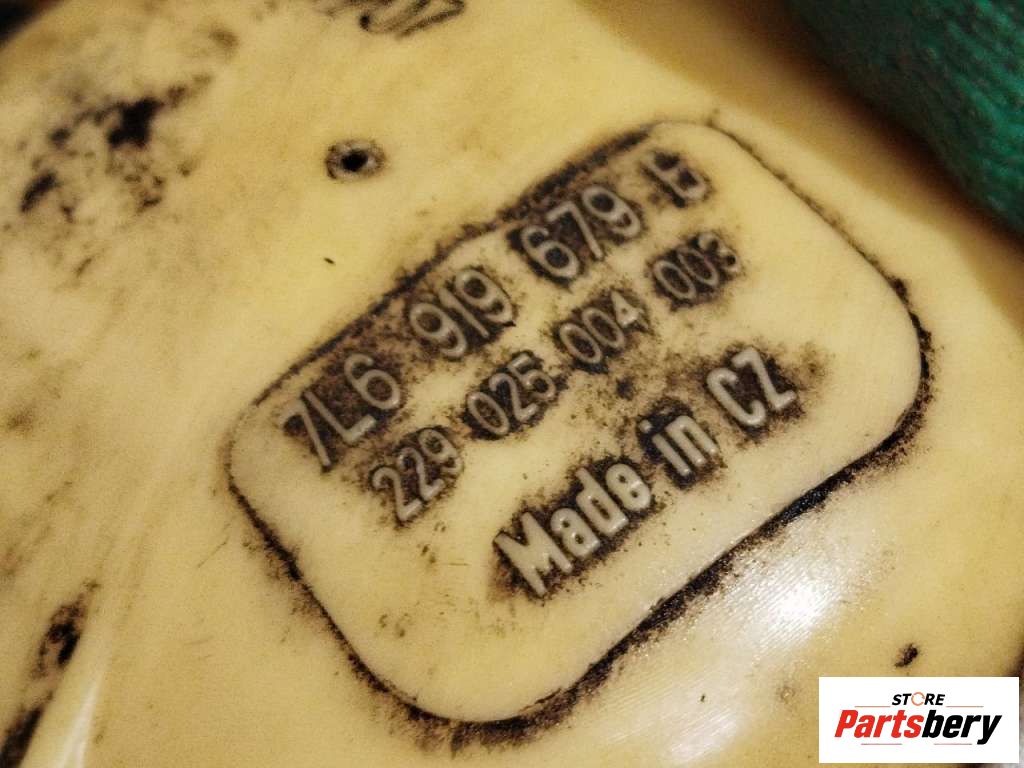 7L6 919 679
229 025 004 003
Made in CZ
STORE
Partsbery